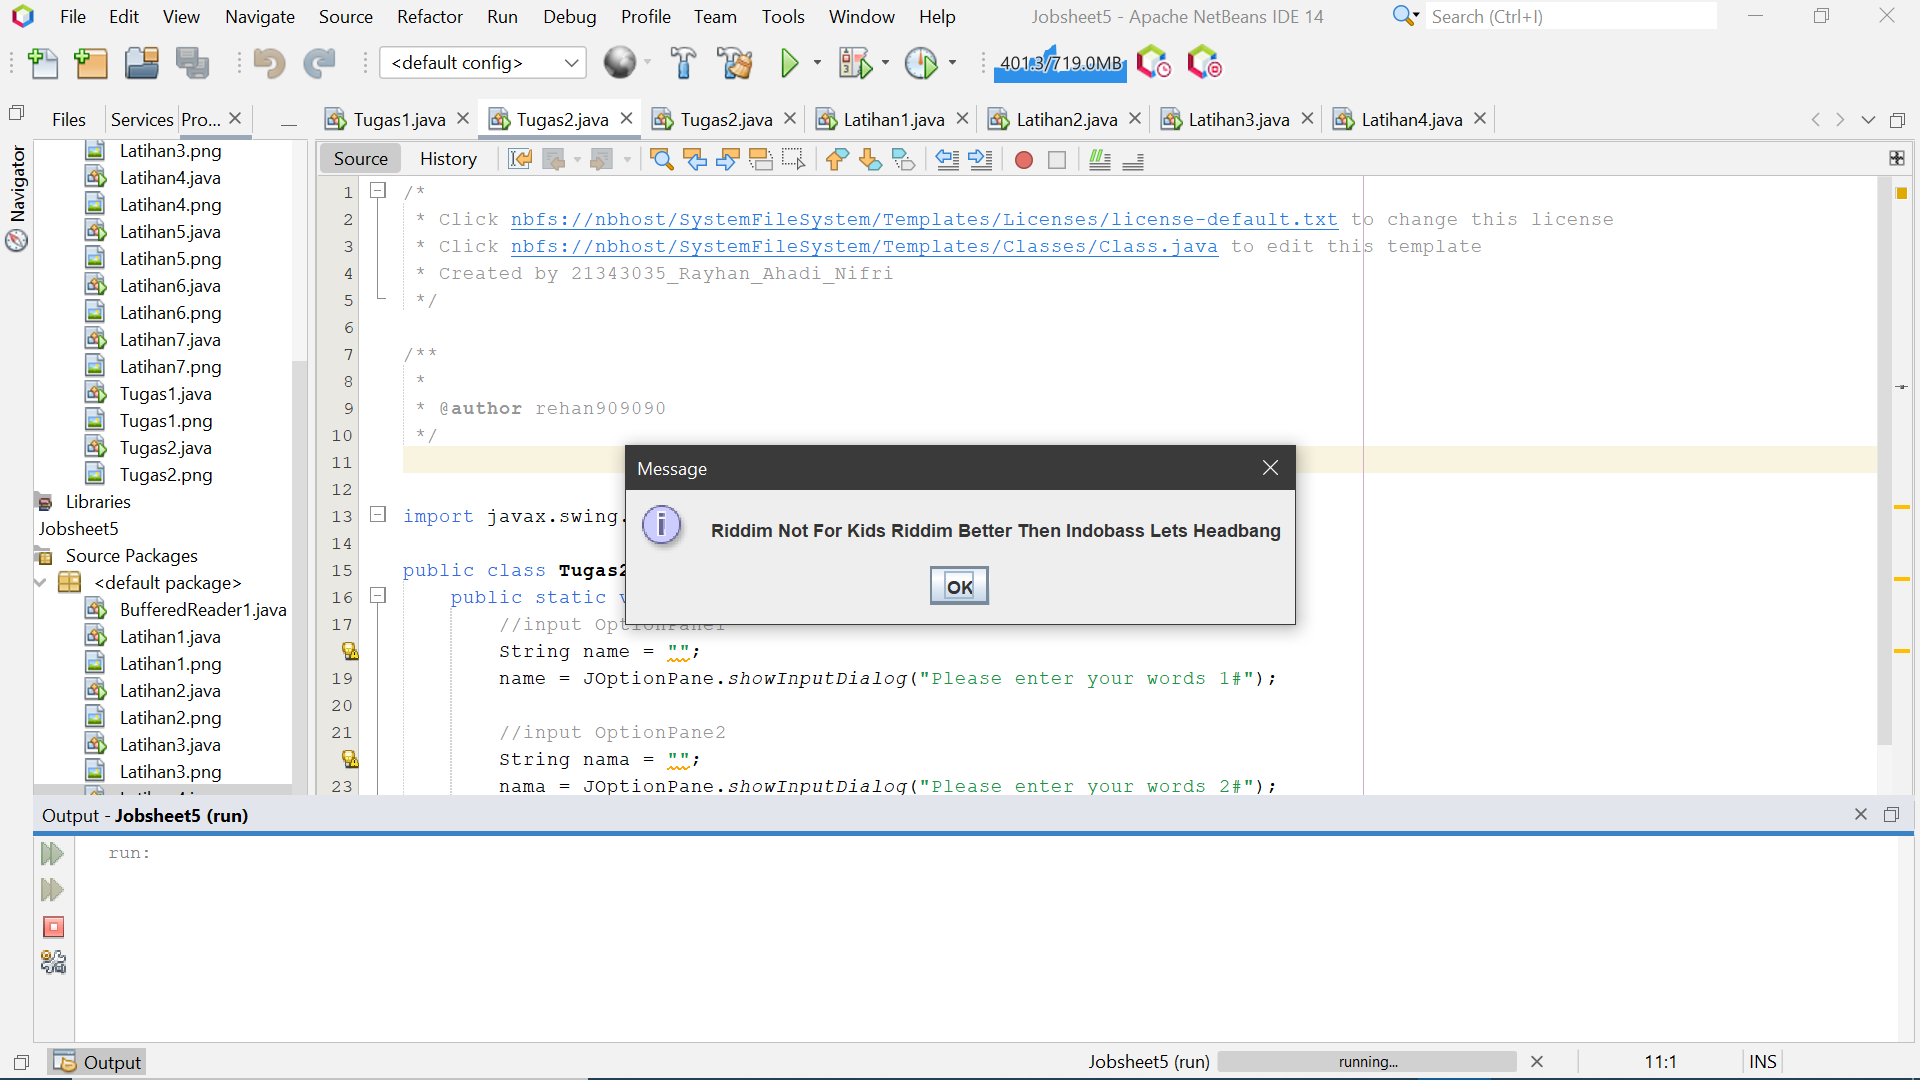 File Edit View Navigate Source Refactor Run Debug Profile Team Tools Window Help
Jobsheet5 - Apache NetBeans IDE 14
Search (Ctrl+I)
<default config>
401.3/719.0MB
Files Services Pro...
Tugas1.java Tugas2.java Tugas2.java Latihan1.java Latihan2.java Latihan3.java Latihan4.java
Navigator
Source History
Latihan3.png
Latihan4.java
Latihan4.png
Latihan5.java
Latihan5.png
Latihan6.java
Latihan6.png
Latihan7.java
Latihan7.png
Tugas1.java
Tugas1.png
Tugas2.java
Tugas2.png
Libraries
Jobsheet5
Source Packages
<default package>
BufferedReader1.java
Latihan1.java
Latihan1.png
Latihan2.java
Latihan2.png
Latihan3.java
Latihan3.png
1 /*
2 * Click nbfs://nbhost/SystemFileSystem/Templates/Licenses/license-default.txt to change this license
3 * Click nbfs://nbhost/SystemFileSystem/Templates/Classes/Class.java to edit this template
4 * Created by 21343035_Rayhan_Ahadi_Nifri
5 */
6
7 /**
8 *
9 * @author rehan909090
10 */
11
12
13 import javax.swing.
14
15 public class Tugas2
16 public static
17 //input OptionPane1
String name = "";
19 name = JOptionPane.showInputDialog("Please enter your words 1#");
20
21 //input OptionPane2
String nama = "";
23 nama = JOptionPane.showInputDialog("Please enter your words 2#");
Message
Riddim Not For Kids Riddim Better Then Indobass Lets Headbang
OK
Output - Jobsheet5 (run)
run:
Output
Jobsheet5 (run)
running...
11:1
INS